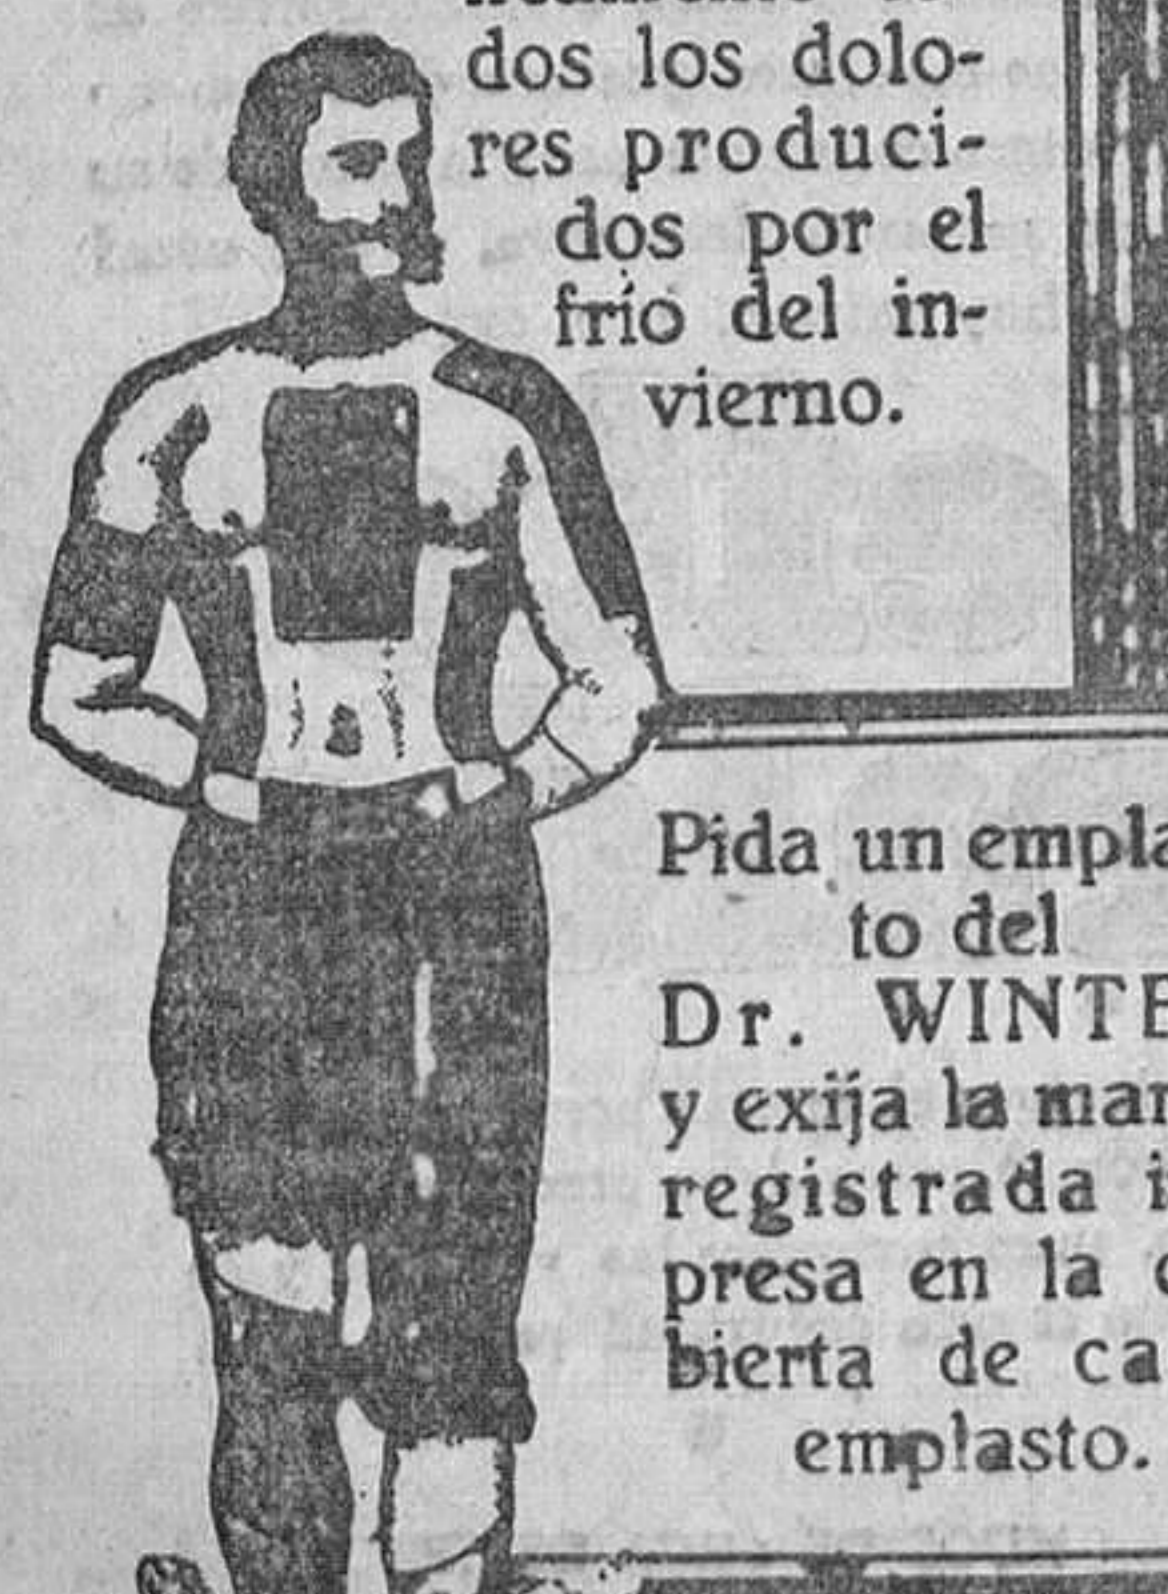 dos los dolo-
res produci-
dos por el
frío del in-
vierno.
Pida un empla
to del
Dr. WINTE
y exija la mar
registrada i
presa en la c
bierta de ca
emplasto.